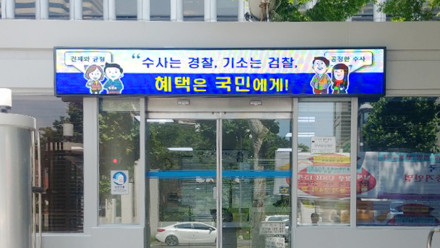 견제와 균형
"수사는 경찰, 기소는 검찰,
혜택은 국민에게!
공정한 수사